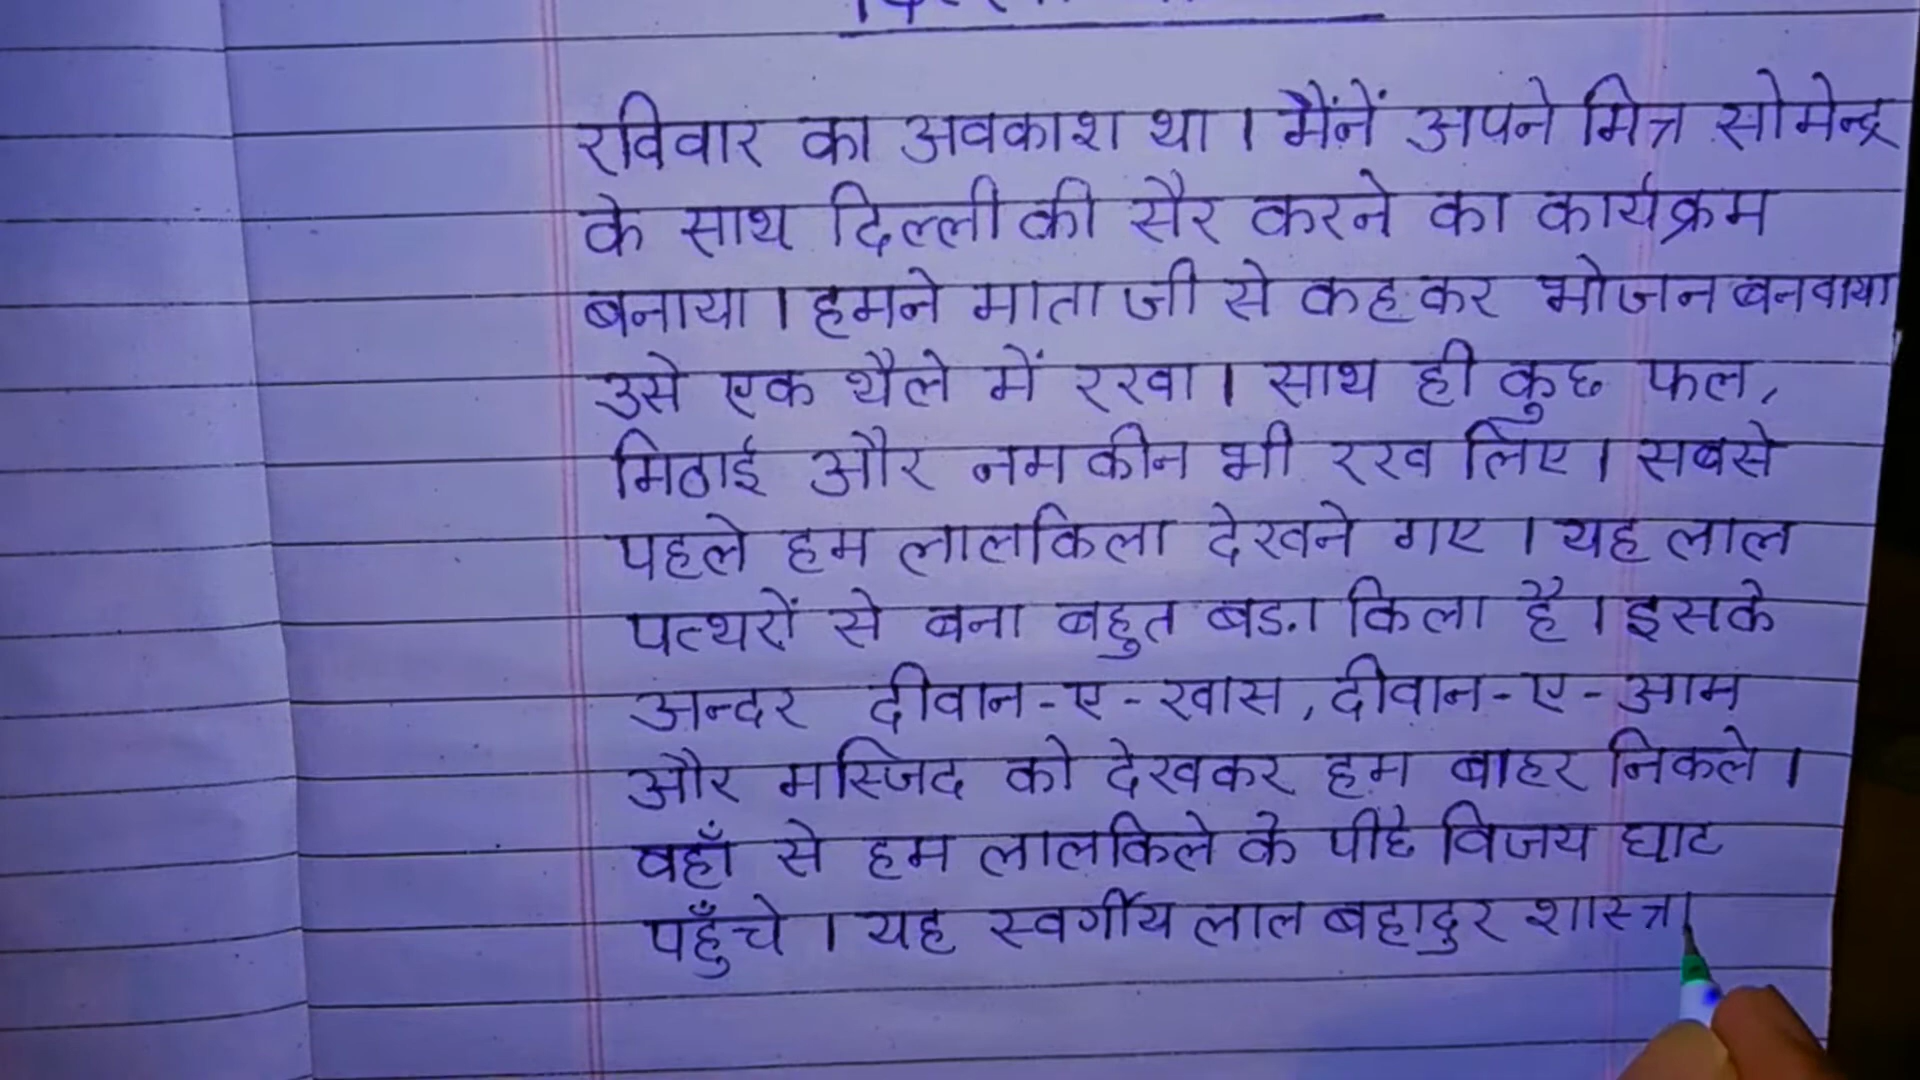 रविवार का अवकाश था । मैंनें अपने मित्र सोमेन्द्र
के साथ दिल्ली की सैर करने का कार्यक्रम
बनाया । हमने माता जी से कहकर भोजन बनवाया
उसे एक थैले में रखा । साथ ही कुछ फल,
मिठाई और नमकीन भी रख लिए । सबसे
पहले हम लालकिला देखने गए । यह लाल
पत्थरों से बना बहुत बड़ा किला है । इसके
अन्दर दीवान-ए-खास, दीवान-ए-आम
और मस्जिद को देखकर हम बाहर निकले ।
वहाँ से हम लालकिले के पीछे विजय घाट
पहुँचे । यह स्वर्गीय लाल बहादुर शास्त्रा